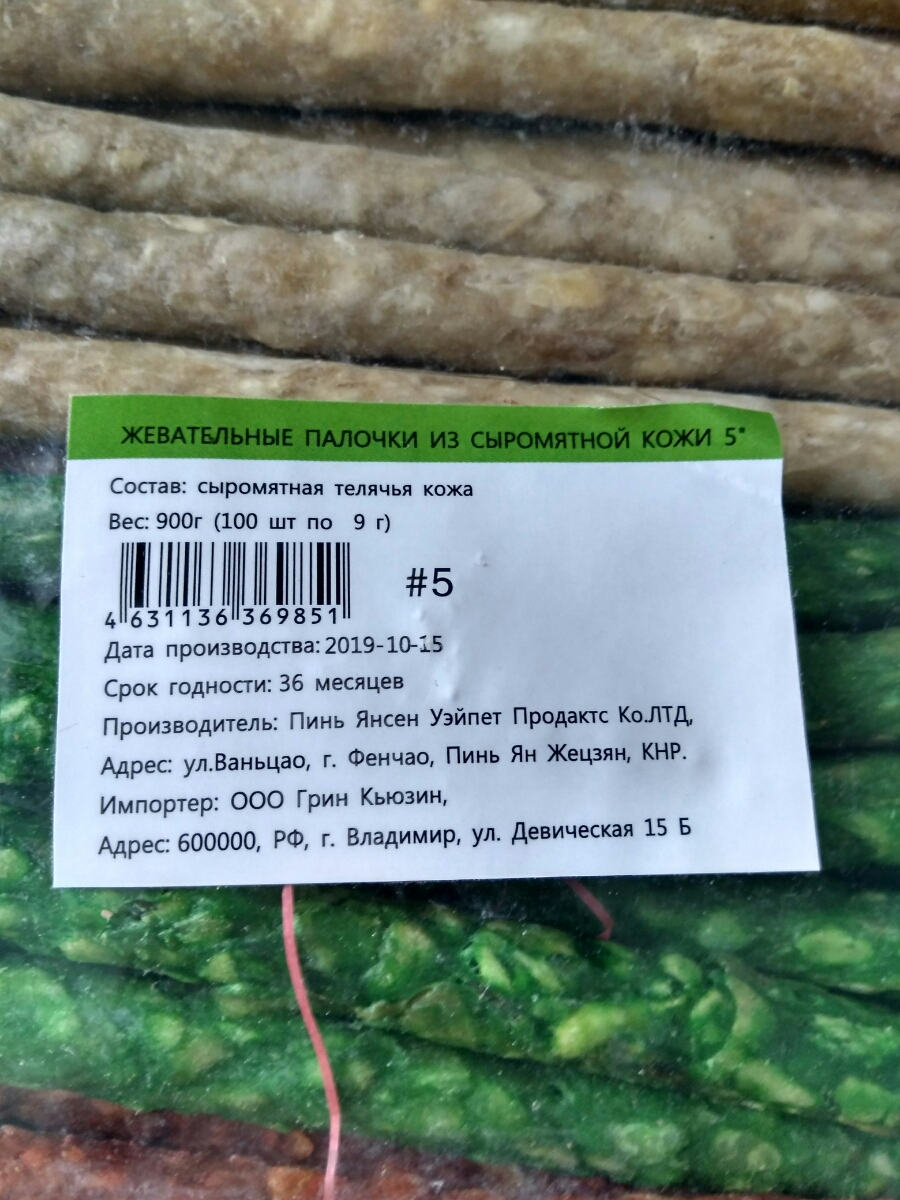 ЖЕВАТЕЛЬНЫЕ ПАЛОЧКИ ИЗ СЫРОМЯТНОЙ КОЖИ 5"
Состав: сыромятная телячья кожа
Вес: 900г (100 шт по 9 г)
#5
4 631136 369851
Дата производства: 2019-10-15
Срок годности: 36 месяцев
Производитель: Пинь Янсен Уэйпет Продактс Ко.ЛТД,
Адрес: ул.Ваньцао, г. Фенчао, Пинь Ян Жецзян, КНР.
Импортер: ООО Грин Кьюзин,
Адрес: 600000, РФ, г. Владимир, ул. Девическая 15 Б